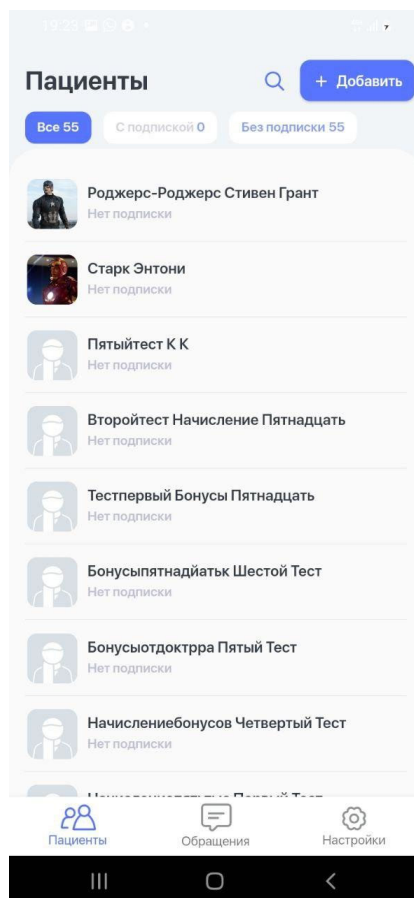 19:23
Пациенты
+ Добавить
Все 55
С подпиской 0
Без подписки 55
Роджерс-Роджерс Стивен Грант
Нет подписки
Старк Энтони
Нет подписки
Пятыйтест К К
Нет подписки
Второйтест Начисление Пятнадцать
Нет подписки
Тестпервый Бонусы Пятнадцать
Нет подписки
Бонусыпятнадйатьк Шестой Тест
Нет подписки
Бонусыотдоктрра Пятый Тест
Нет подписки
Начислениебонусов Четвертый Тест
Нет подписки
Пациенты
Обращения
Настройки